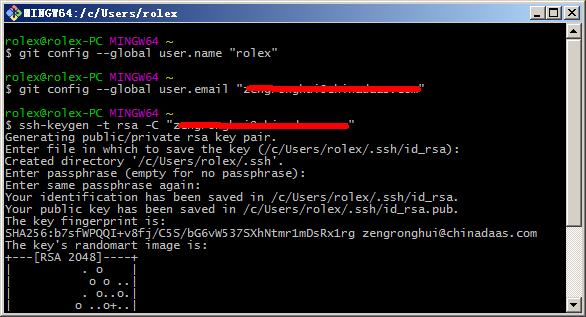 MINGW64:/c/Users/rolex
rolex@rolex-PC MINGW64 ~
$ git config --global user.name "rolex"
rolex@rolex-PC MINGW64 ~
$ git config --global user.email "
rolex@rolex-PC MINGW64 ~
$ ssh-keygen -t rsa -C "
Generating public/private rsa key pair.
Enter file in which to save the key (/c/Users/rolex/.ssh/id_rsa):
Created directory '/c/Users/rolex/.ssh'.
Enter passphrase (empty for no passphrase):
Enter same passphrase again:
Your identification has been saved in /c/Users/rolex/.ssh/id_rsa.
Your public key has been saved in /c/Users/rolex/.ssh/id_rsa.pub.
The key fingerprint is:
SHA256:b7sfWPQQI+v8fj/C5S/bG6vW537SXhNtmr1mDsRx1rg zengronghui@chinadaas.com
The key's randomart image is:
+---[RSA 2048]----+
|          . o    |
|         o o ..|
|        . o..o.|
|       o ..o+..|